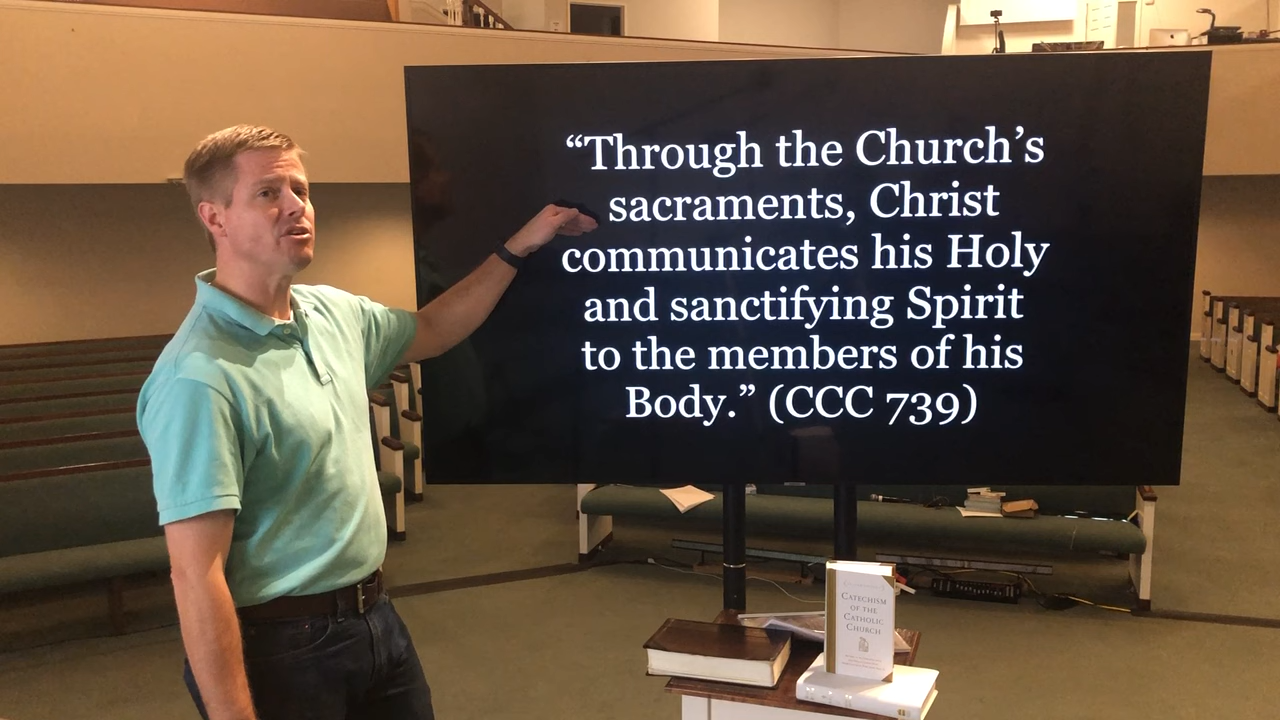 “Through the Church’s
sacraments, Christ
communicates his Holy
and sanctifying Spirit
to the members of his
Body.” (CCC 739)
CATECHISM
OF THE
CATHOLIC
CHURCH